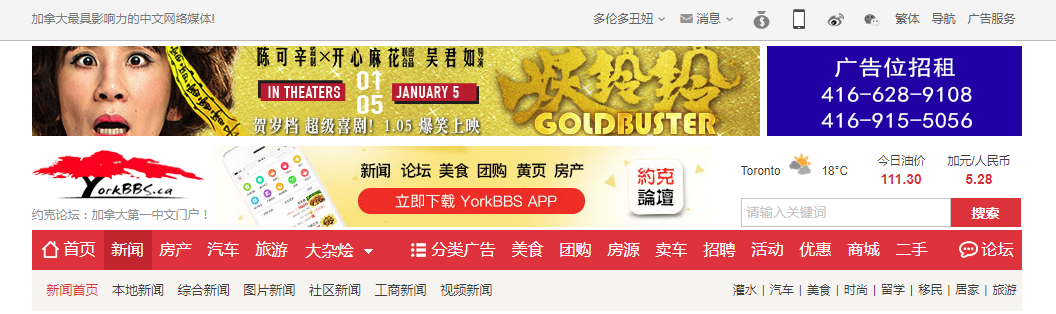 加拿大最具影响力的中文网络媒体!
多伦多丑妞 消息 繁体 导航 广告服务
陈可辛监制×开心麻花联合出品 吴君如导演
IN THEATERS 01 05 JANUARY 5
妖铃铃
GOLDBUSTER
贺岁档 超级喜剧! 1.05 爆笑上映
广告位招租
416-628-9108
416-915-5056
YorkBBS.ca
约克论坛:加拿大第一中文门户!
新闻 论坛 美食 团购 黄页 房产
立即下载 YorkBBS APP
約克
論壇
Toronto 18°C
今日油价 加元/人民币
111.30 5.28
请输入关键词 搜索
首页 新闻 房产 汽车 旅游 大杂烩 分类广告 美食 团购 房源 卖车 招聘 活动 优惠 商城 二手 论坛
新闻首页 本地新闻 综合新闻 图片新闻 社区新闻 工商新闻 视频新闻 灌水 | 汽车 | 美食 | 时尚 | 留学 | 移民 | 居家 | 旅游